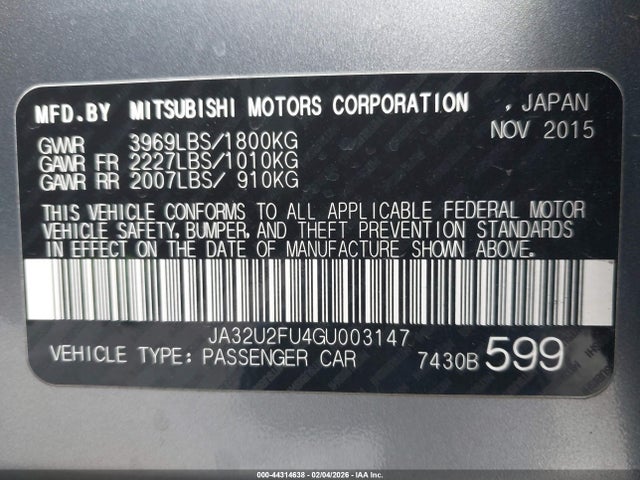 MFD.BY MITSUBISHI MOTORS CORPORATION , JAPAN
NOV 2015
GVWR 3969LBS/1800KG
GAWR FR 2227LBS/1010KG
GAWR RR 2007LBS/ 910KG
THIS VEHICLE CONFORMS TO ALL APPLICABLE FEDERAL MOTOR
VEHICLE SAFETY, BUMPER, AND THEFT PREVENTION STANDARDS
IN EFFECT ON THE DATE OF MANUFACTURE SHOWN ABOVE.
JA32U2FU4GU003147
VEHICLE TYPE: PASSENGER CAR 7430B 599
000-44314638 - 02/04/2026 - IAA Inc.